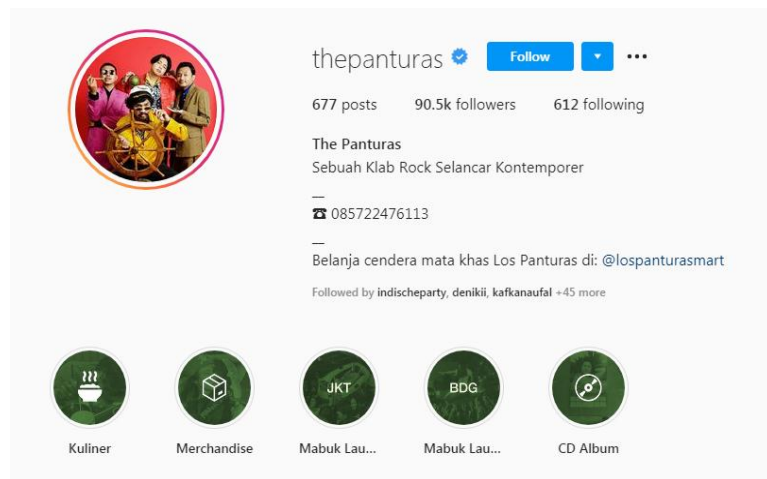 thepanturas Follow
677 posts 90.5k followers 612 following
The Panturas
Sebuah Klab Rock Selancar Kontemporer
__
☎ 085722476113
__
Belanja cendera mata khas Los Panturas di: @lospanturasmart
Followed by indischeparty, denikii, kafkanaufal +45 more
JKT BDG
Kuliner Merchandise Mabuk Lau... Mabuk Lau... CD Album